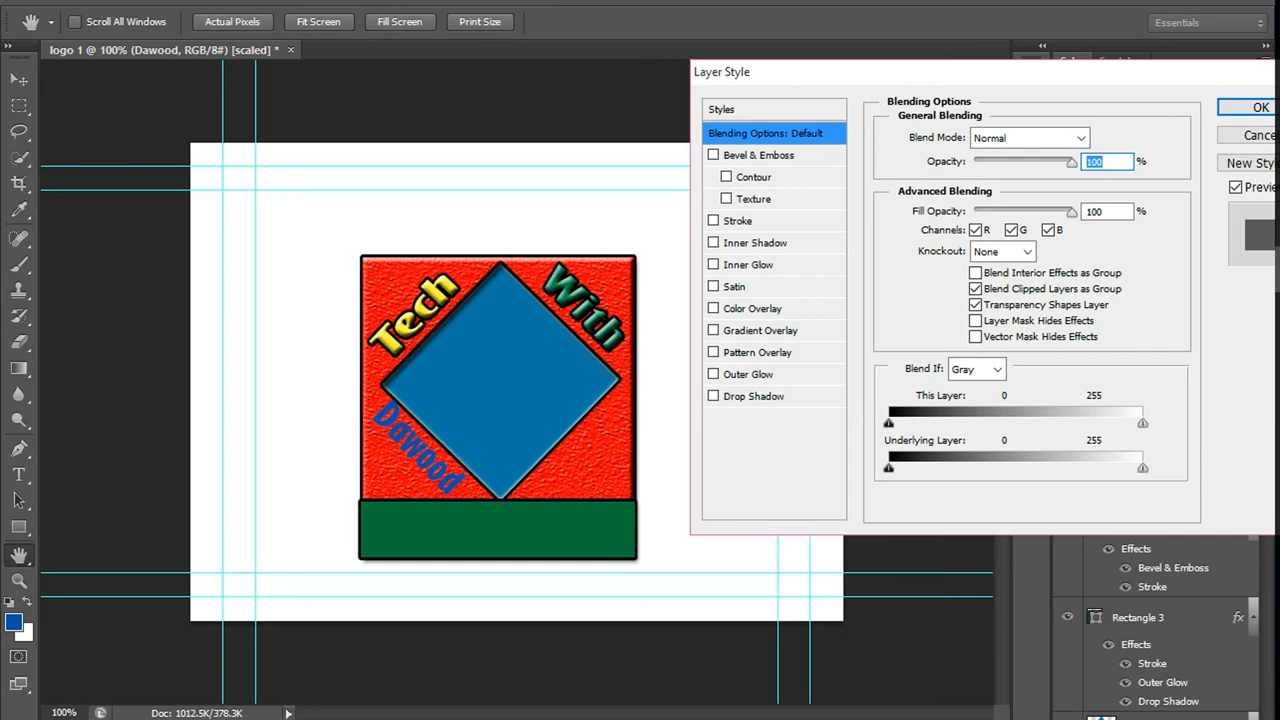 Scroll All Windows
Actual Pixels
Fit Screen
Fill Screen
Print Size
Essentials
logo 1 @ 100% (Dawood, RGB/8#) [scaled] *
Layer Style
Styles
Blending Options: Default
Bevel & Emboss
Contour
Texture
Stroke
Inner Shadow
Inner Glow
Satin
Color Overlay
Gradient Overlay
Pattern Overlay
Outer Glow
Drop Shadow
Blending Options
General Blending
Blend Mode: Normal
Opacity: 100 %
Advanced Blending
Fill Opacity: 100 %
Channels: R G B
Knockout: None
Blend Interior Effects as Group
Blend Clipped Layers as Group
Transparency Shapes Layer
Layer Mask Hides Effects
Vector Mask Hides Effects
Blend If: Gray
This Layer: 0 255
Underlying Layer: 0 255
OK
Cance
New Sty
Previe
Tech
With
Dawood
Effects
Bevel & Emboss
Stroke
Rectangle 3 fx
Effects
Stroke
Outer Glow
Drop Shadow
100%
Doc: 1012.5K/378.3K